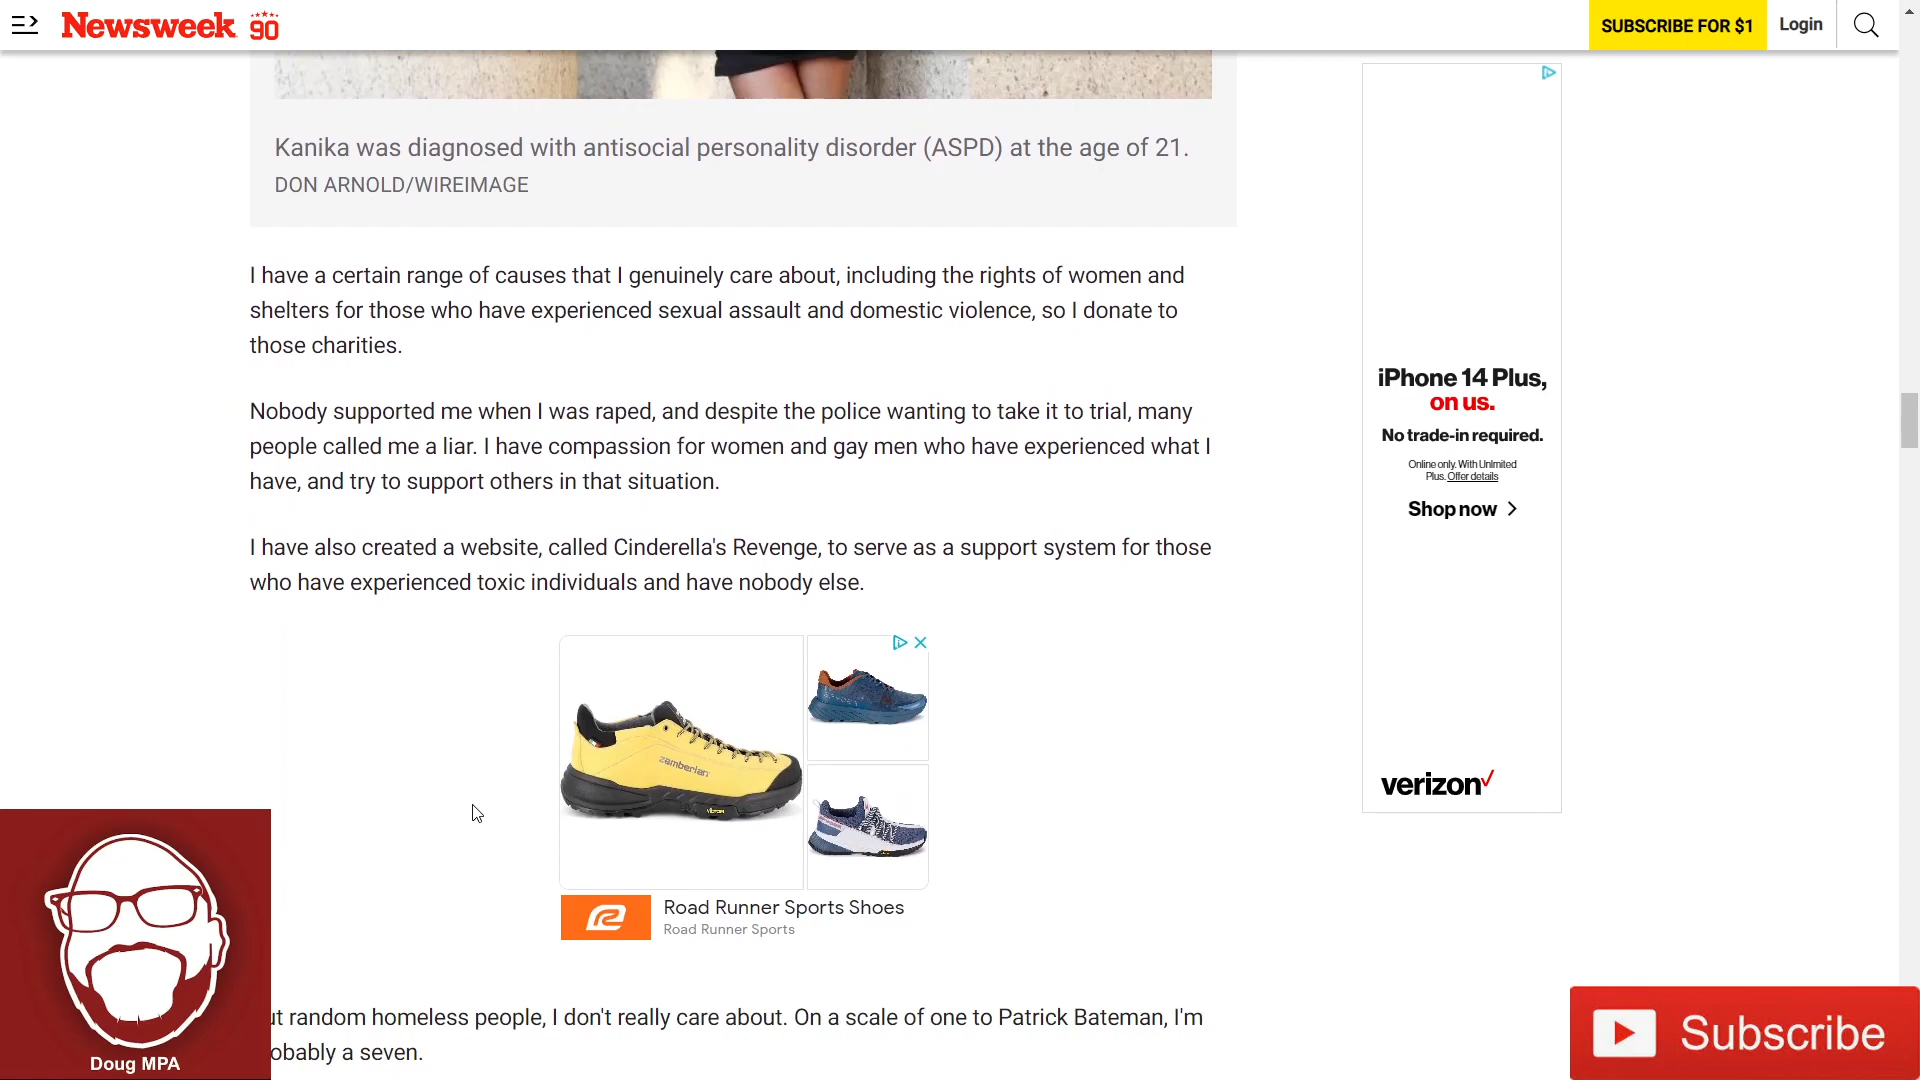 Newsweek 90
SUBSCRIBE FOR $1
Login
Kanika was diagnosed with antisocial personality disorder (ASPD) at the age of 21.
DON ARNOLD/WIREIMAGE
I have a certain range of causes that I genuinely care about, including the rights of women and
shelters for those who have experienced sexual assault and domestic violence, so I donate to
those charities.
Nobody supported me when I was raped, and despite the police wanting to take it to trial, many
people called me a liar. I have compassion for women and gay men who have experienced what I
have, and try to support others in that situation.
I have also created a website, called Cinderella's Revenge, to serve as a support system for those
who have experienced toxic individuals and have nobody else.
zamberlan
vibram
Road Runner Sports Shoes
Road Runner Sports
ut random homeless people, I don't really care about. On a scale of one to Patrick Bateman, I'm
obably a seven.
iPhone 14 Plus,
on us.
No trade-in required.
Online only. With Unlmited
Plus. Offer details
Shop now
verizon
Doug MPA
Subscribe